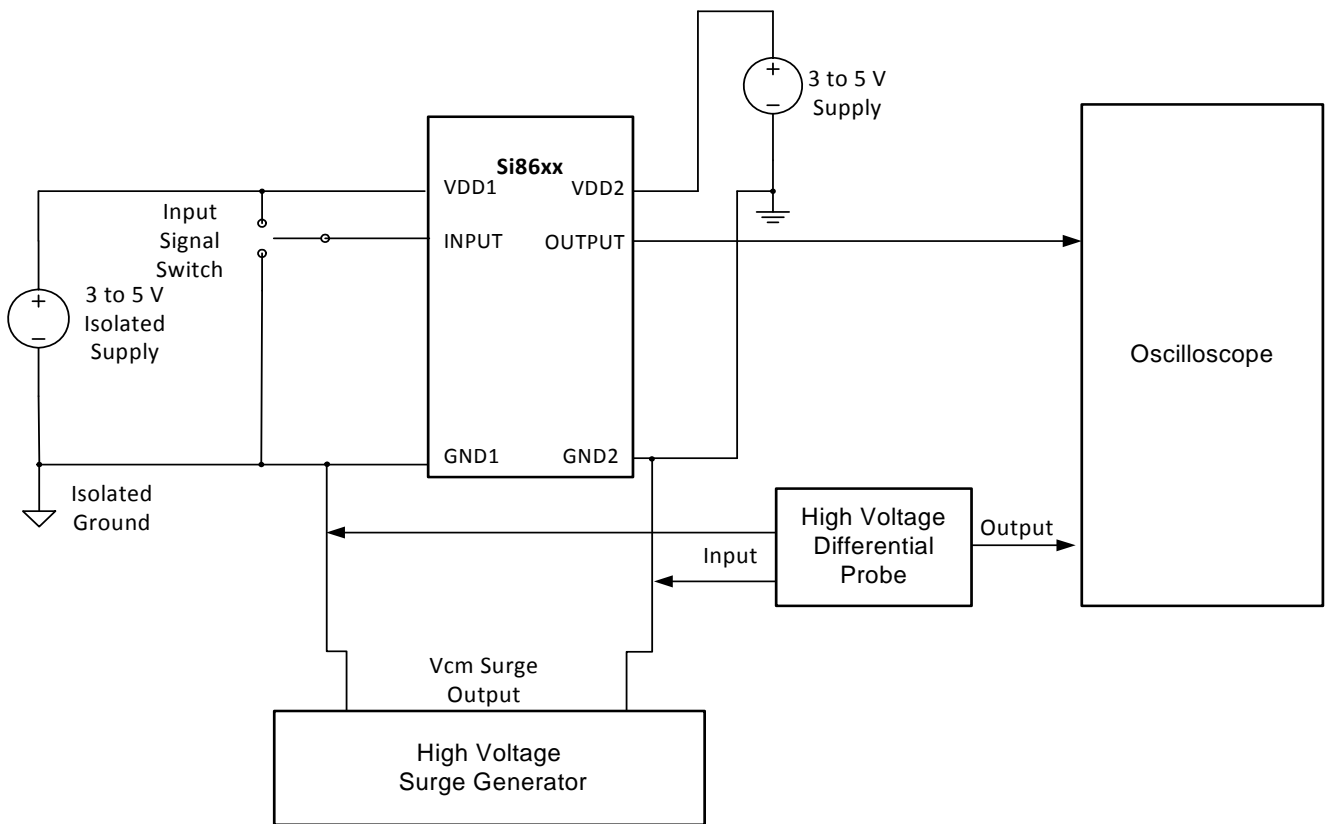 3 to 5 V
Supply
+
−
Si86xx
VDD1
VDD2
Input
Signal
Switch
INPUT
OUTPUT
3 to 5 V
Isolated
Supply
+
−
Oscilloscope
GND1
GND2
Isolated
Ground
High Voltage
Differential
Probe
Input
Output
Vcm Surge
Output
High Voltage
Surge Generator